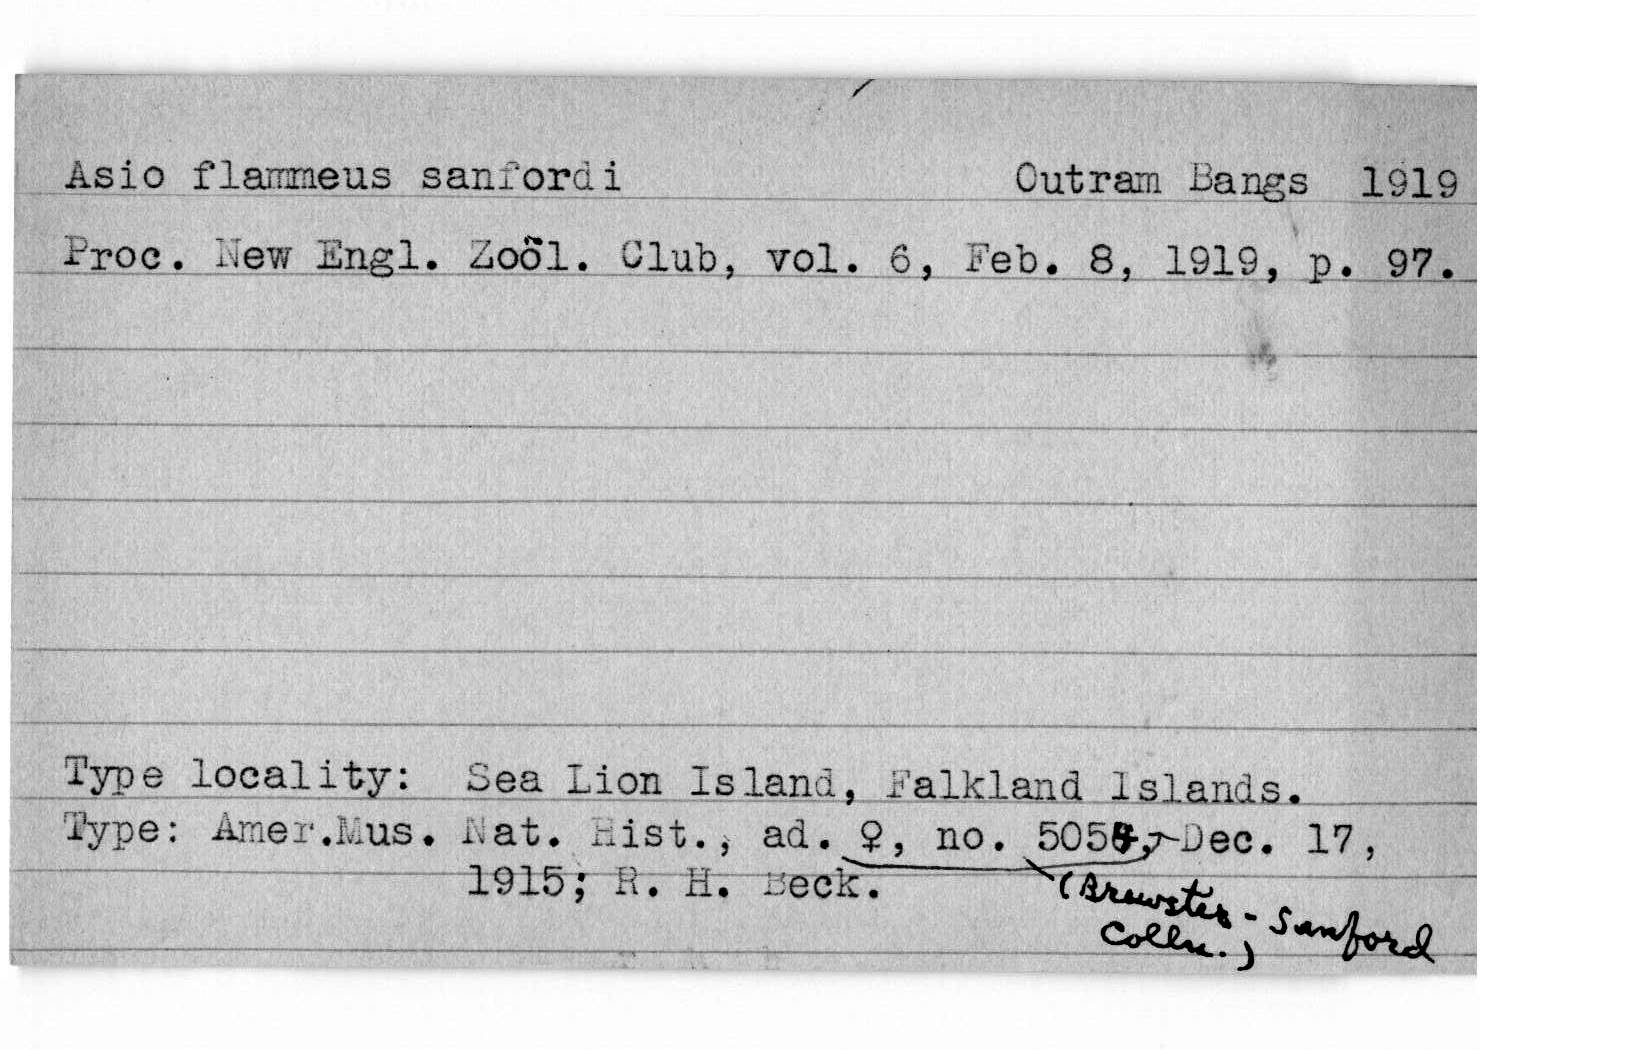 Asio flammeus sanfordi Outram Bangs 1919
Proc. New Engl. Zoöl. Club, vol. 6, Feb. 8, 1919, p. 97.
Type locality: Sea Lion Island, Falkland Islands.
Type: Amer.Mus. Nat. Hist., ad. ♀, no. 5054, Dec. 17,
1915; R. H. Beck.
(Brewster-Sanford
Colln.)